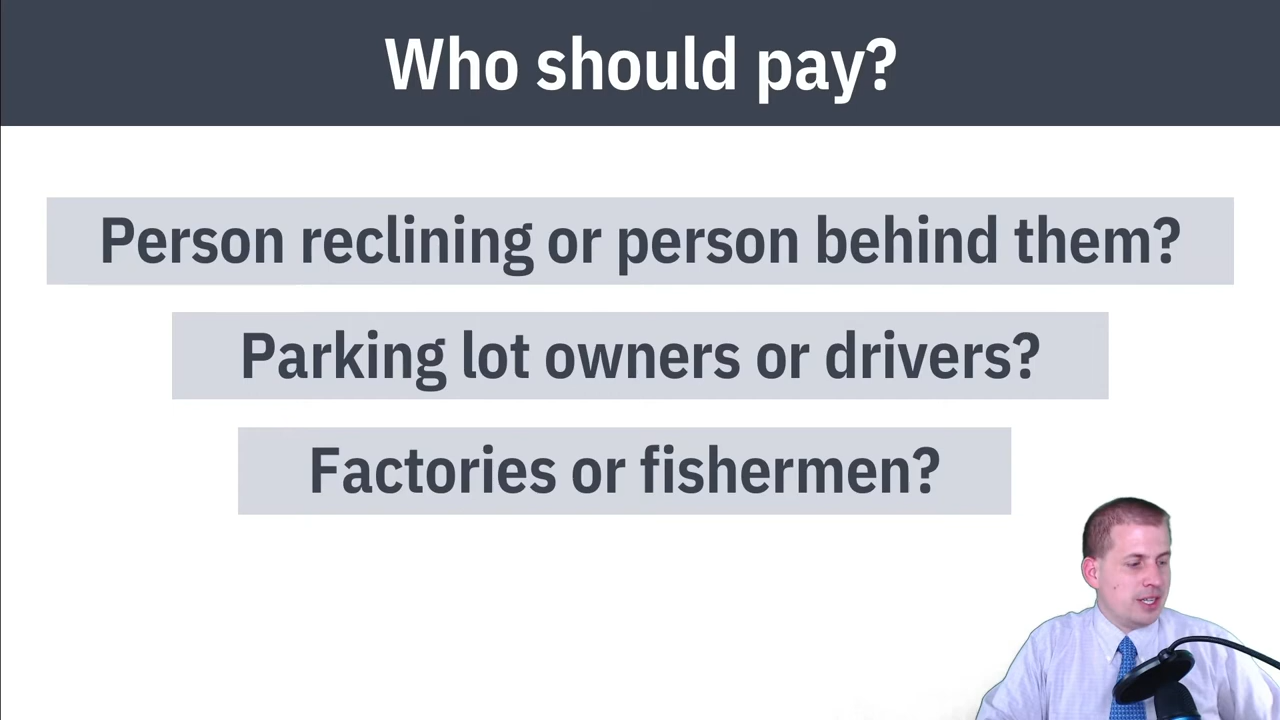 Who should pay?
Person reclining or person behind them?
Parking lot owners or drivers?
Factories or fishermen?